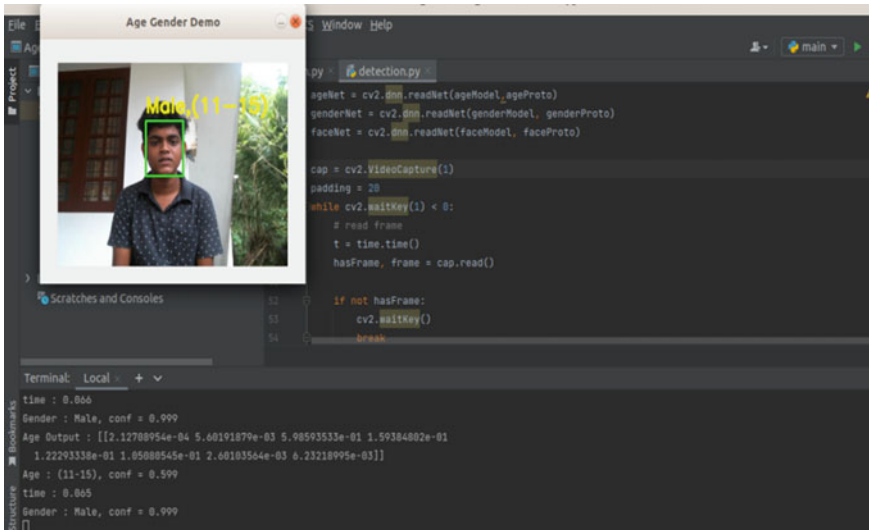 Age Gender Demo
Window Help
main
Project
.py
detection.py
Male,(11-15)
ageNet = cv2.dnn.readNet(ageModel,ageProto)
genderNet = cv2.dnn.readNet(genderModel, genderProto)
faceNet = cv2.dnn.readNet(faceModel, faceProto)
cap = cv2.VideoCapture(1)
padding = 20
while cv2.waitKey(1) < 0:
# read frame
t = time.time()
hasFrame, frame = cap.read()
52 if not hasFrame:
53 cv2.waitKey()
54 break
Scratches and Consoles
Terminal: Local + 
time : 0.066
Gender : Male, conf = 0.999
Age Output : [[2.12708954e-04 5.60191879e-03 5.98593533e-01 1.59384802e-01
1.22293338e-01 1.05080545e-01 2.60103564e-03 6.23218995e-03]]
Age : (11-15), conf = 0.599
time : 0.065
Gender : Male, conf = 0.999
Bookmarks
Structure